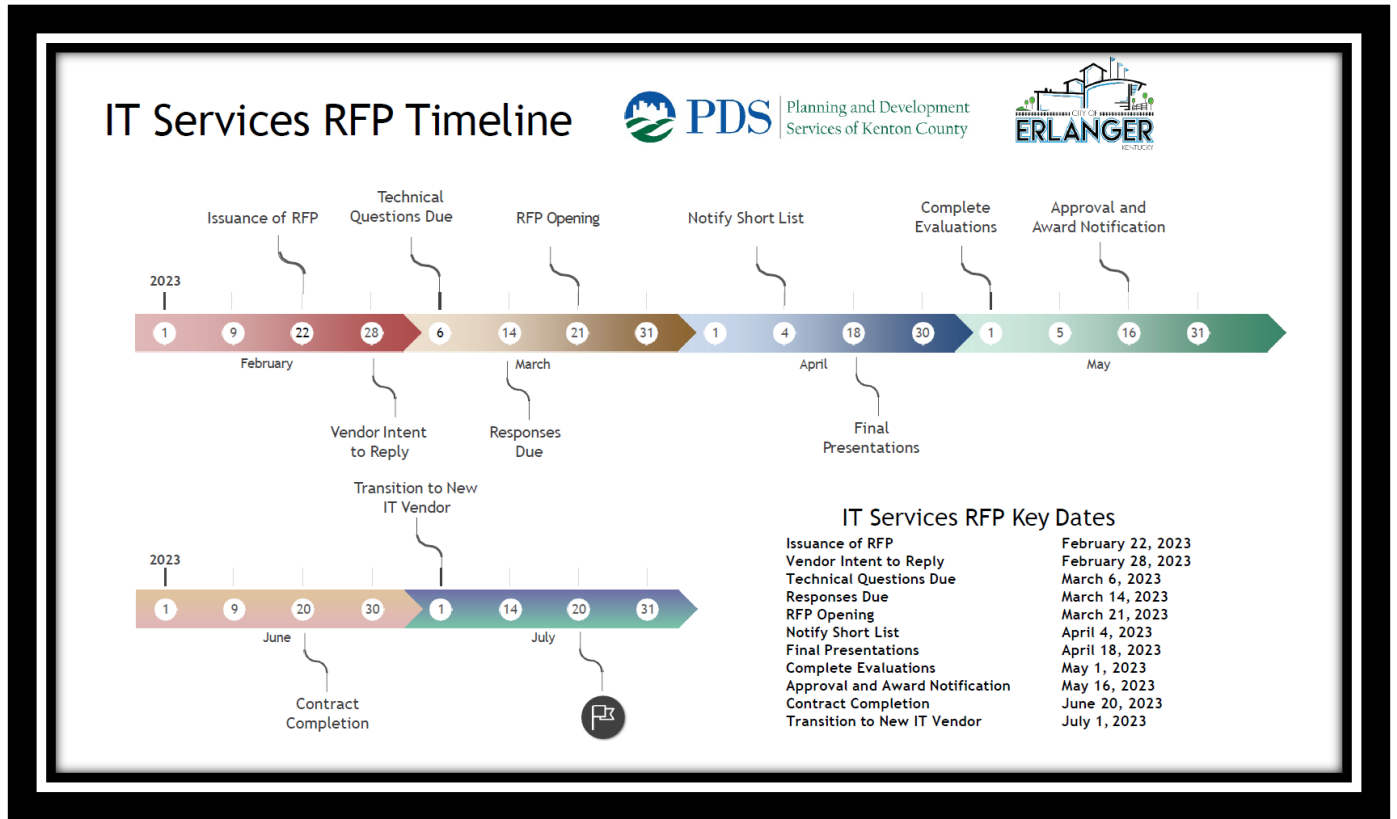 IT Services RFP Timeline
PDS
Planning and Development
Services of Kenton County
CITY OF
ERLANGER
KENTUCKY
Issuance of RFP
Technical
Questions Due
RFP Opening
Notify Short List
Complete
Evaluations
Approval and
Award Notification
2023
1 9 22 28 6 14 21 31 1 4 18 30 1 5 16 31
February March April May
Vendor Intent
to Reply
Responses
Due
Final
Presentations
Transition to New
IT Vendor
2023
1 9 20 30 1 14 20 31
June July
Contract
Completion
IT Services RFP Key Dates
Issuance of RFP February 22, 2023
Vendor Intent to Reply February 28, 2023
Technical Questions Due March 6, 2023
Responses Due March 14, 2023
RFP Opening March 21, 2023
Notify Short List April 4, 2023
Final Presentations April 18, 2023
Complete Evaluations May 1, 2023
Approval and Award Notification May 16, 2023
Contract Completion June 20, 2023
Transition to New IT Vendor July 1, 2023